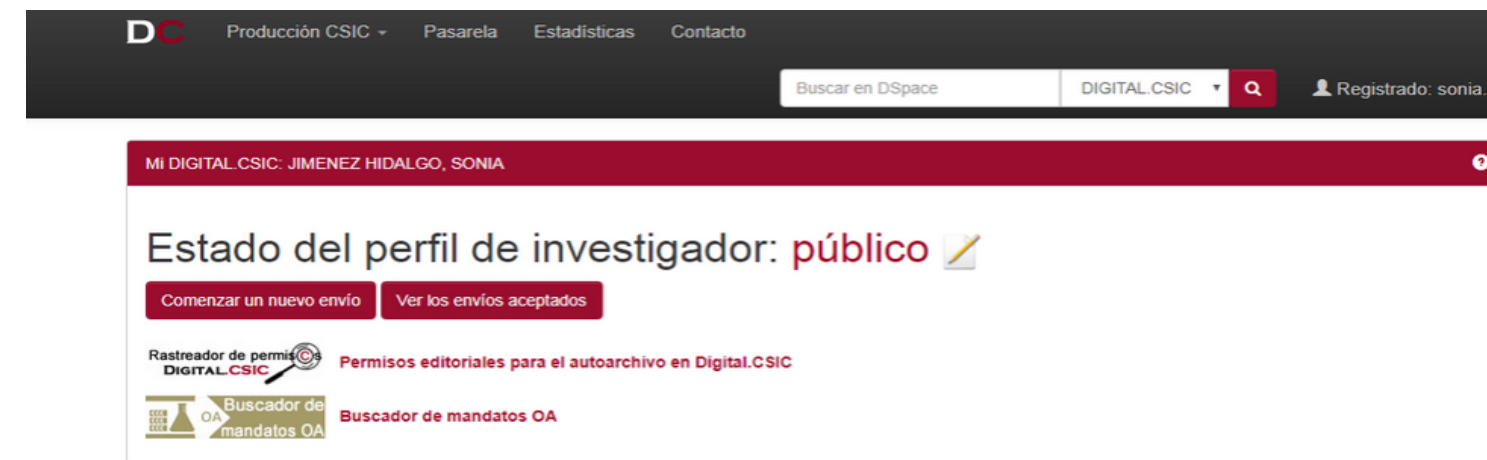 DC Producción CSIC Pasarela Estadísticas Contacto
Buscar en DSpace DIGITAL.CSIC Registrado: sonia.
Mi DIGITAL.CSIC: JIMENEZ HIDALGO, SONIA
Estado del perfil de investigador: público
Comenzar un nuevo envío Ver los envíos aceptados
Rastreador de permisos
DIGITAL.CSIC
Permisos editoriales para el autoarchivo en Digital.CSIC
OA Buscador de
mandatos OA
Buscador de mandatos OA